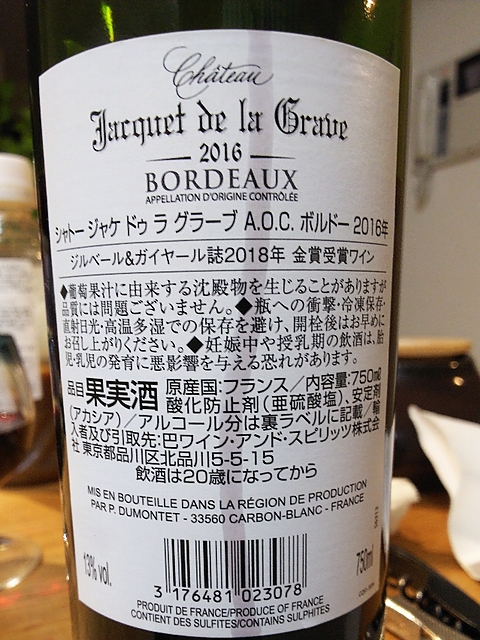 Château
Jacquet de la Grave
2016
BORDEAUX
APPELLATION D'ORIGINE CONTRÔLÉE
シャトー ジャケ ドゥ ラ グラーブ A.O.C. ボルドー 2016年
ジルベール&ガイヤール誌2018年 金賞受賞ワイン
◆葡萄果汁に由来する沈殿物を生じることがありますが
品質には問題ございません。◆瓶への衝撃・冷凍保存・
直射日光・高温多湿での保存を避け、開栓後はお早めに
お召し上がりください。◆妊娠中や授乳期の飲酒は、胎
児・乳児の発育に悪影響を与える恐れがあります。
品目 果実酒 原産国:フランス/内容量:750ml
酸化防止剤(亜硫酸塩)、安定剤
(アカシア)/アルコール分は裏ラベルに記載/輸
入者及び引取先:巴ワイン・アンド・スピリッツ株式会
社 東京都品川区北品川5-5-15
飲酒は20歳になってから
MIS EN BOUTEILLE DANS LA RÉGION DE PRODUCTION
PAR P. DUMONTET - 33560 CARBON-BLANC - FRANCE
13% vol.
750ml
3 176481 023078
PRODUIT DE FRANCE/PRODUCE OF FRANCE
CONTIENT DES SULFITES/CONTAINS SULPHITES